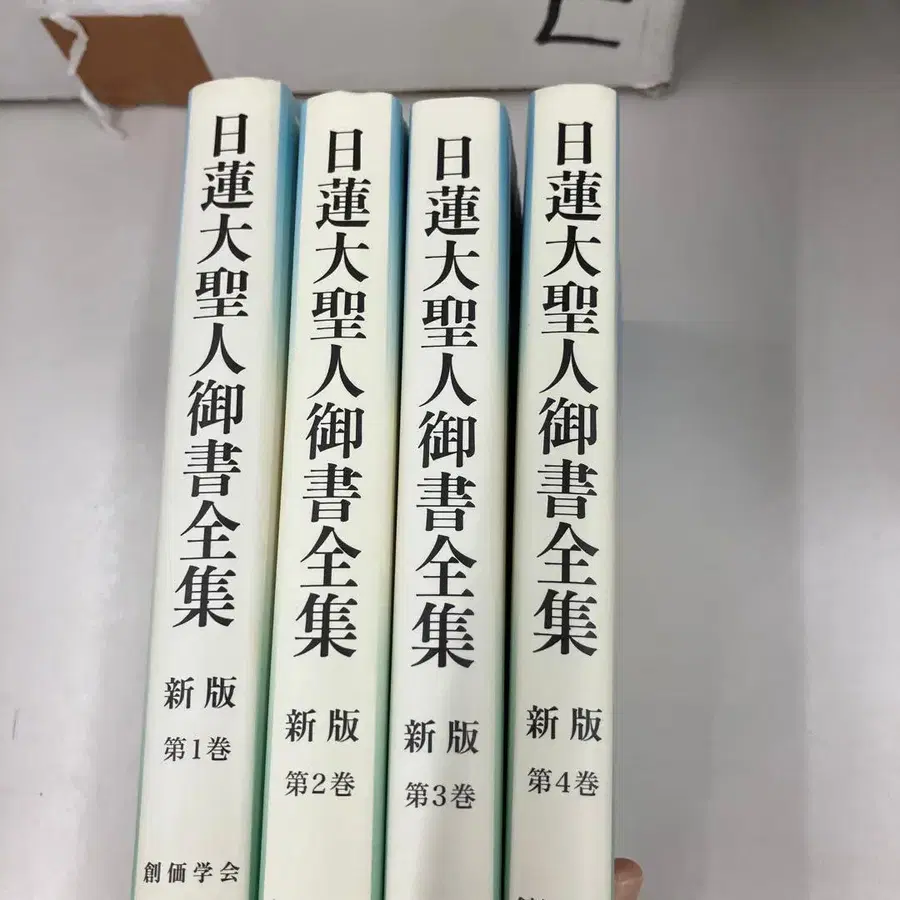 日蓮大聖人御書全集
新版
第1巻
創価学会
日蓮大聖人御書全集
新版
第2巻
日蓮大聖人御書全集
新版
第3巻
日蓮大聖人御書全集
新版
第4巻